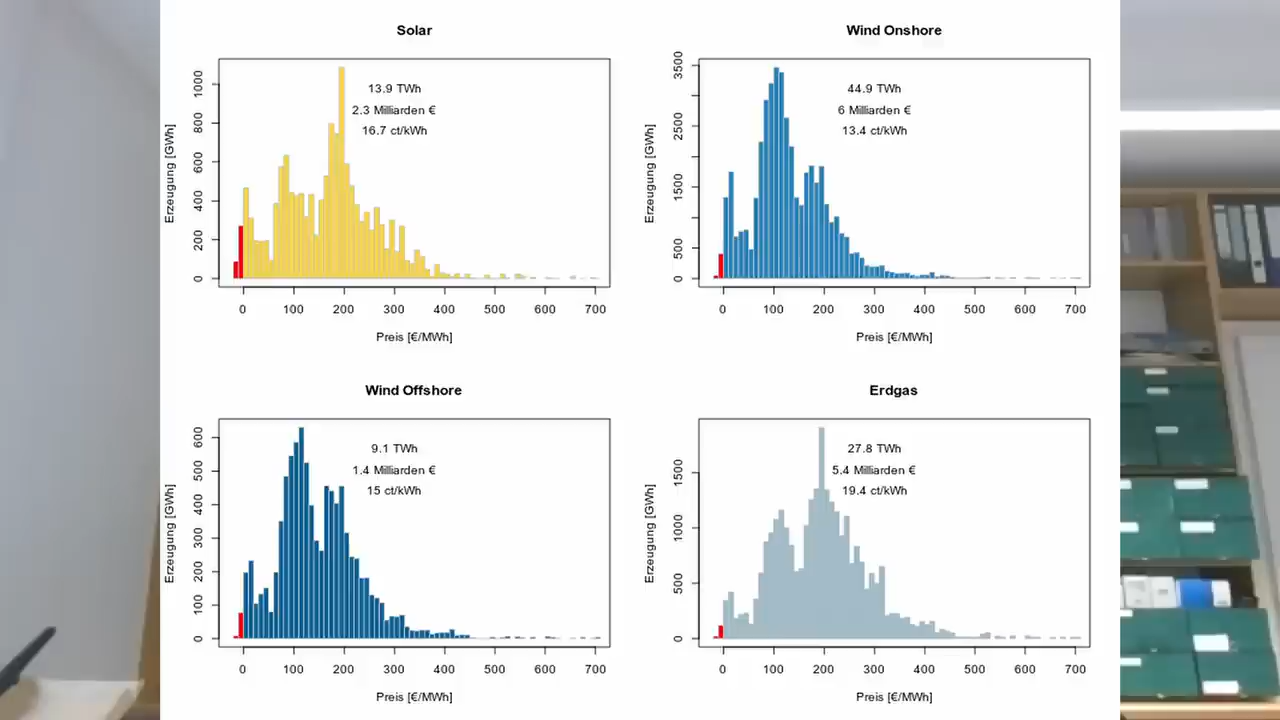 Solar
13.9 TWh
2.3 Milliarden €
16.7 ct/kWh
Erzeugung [GWh]
0
200
400
600
800
1000
0 100 200 300 400 500 600 700
Preis [€/MWh]
Wind Onshore
44.9 TWh
6 Milliarden €
13.4 ct/kWh
Erzeugung [GWh]
0
500
1500
2500
3500
0 100 200 300 400 500 600 700
Preis [€/MWh]
Wind Offshore
9.1 TWh
1.4 Milliarden €
15 ct/kWh
Erzeugung [GWh]
0
100
200
300
400
500
600
0 100 200 300 400 500 600 700
Preis [€/MWh]
Erdgas
27.8 TWh
5.4 Milliarden €
19.4 ct/kWh
Erzeugung [GWh]
0
500
1000
1500
0 100 200 300 400 500 600 700
Preis [€/MWh]